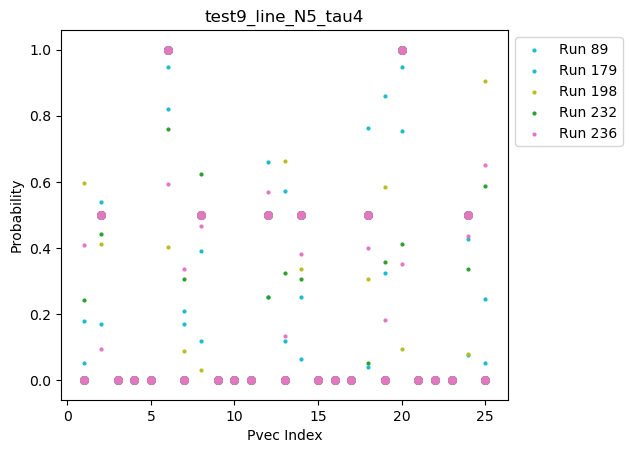 test9_line_N5_tau4
1.0
0.8
0.6
0.4
0.2
0.0
Probability
0
5
10
15
20
25
Pvec Index
Run 89
Run 179
Run 198
Run 232
Run 236